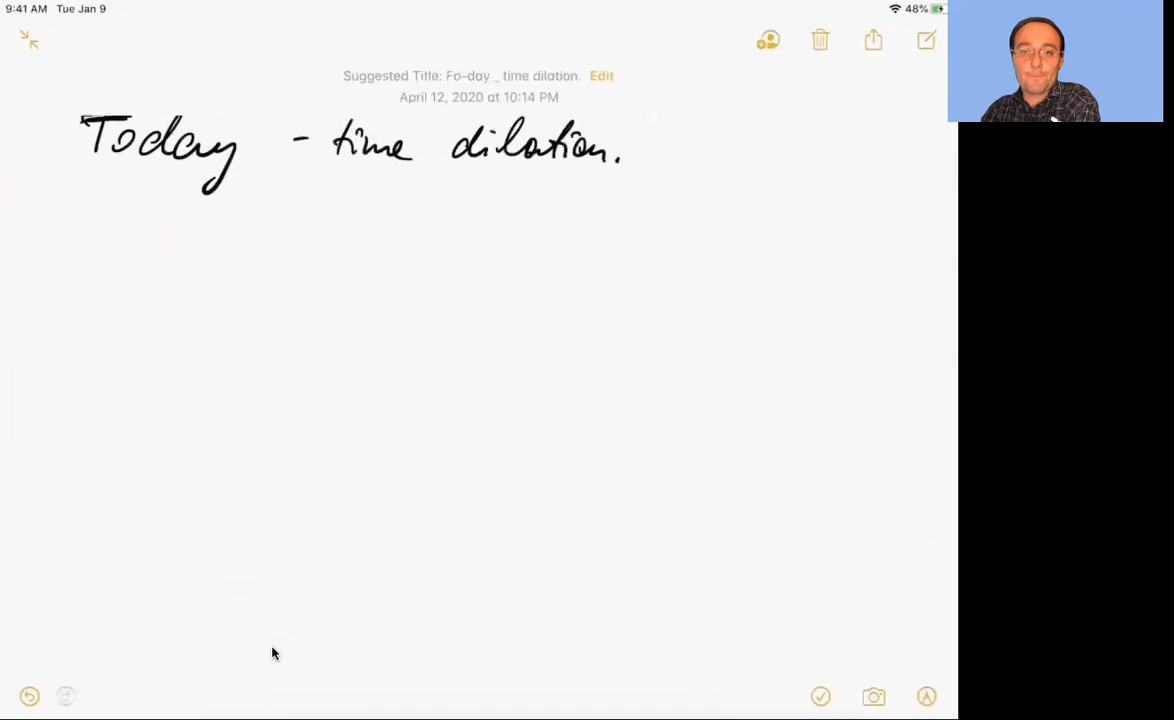 9:41 AM Tue Jan 9 48%
Suggested Title: Fo-day _ time dilation. Edit
April 12, 2020 at 10:14 PM
Today - time dilation.